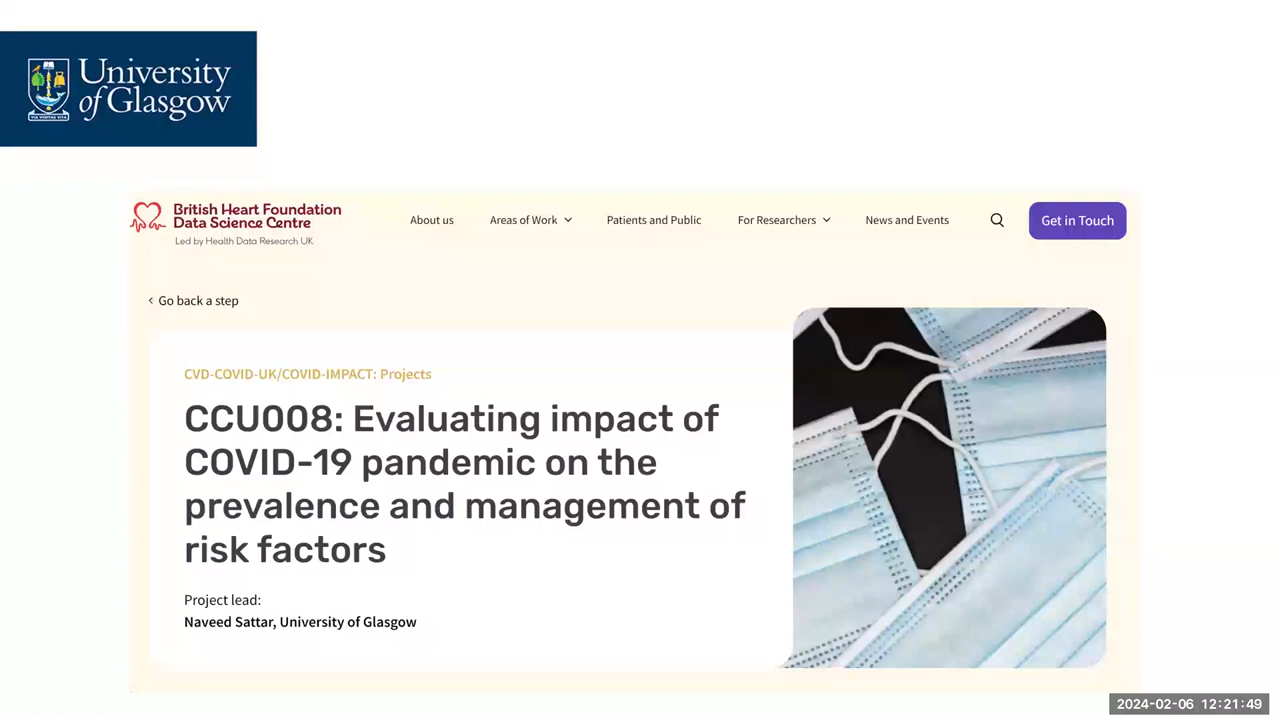 University
of Glasgow
VIA VERITAS VITA
British Heart Foundation
Data Science Centre
Led by Health Data Research UK
About us
Areas of Work
Patients and Public
For Researchers
News and Events
Get in Touch
Go back a step
CVD-COVID-UK/COVID-IMPACT: Projects
CCU008: Evaluating impact of
COVID-19 pandemic on the
prevalence and management of
risk factors
Project lead:
Naveed Sattar, University of Glasgow
2024-02-06 12:21:49